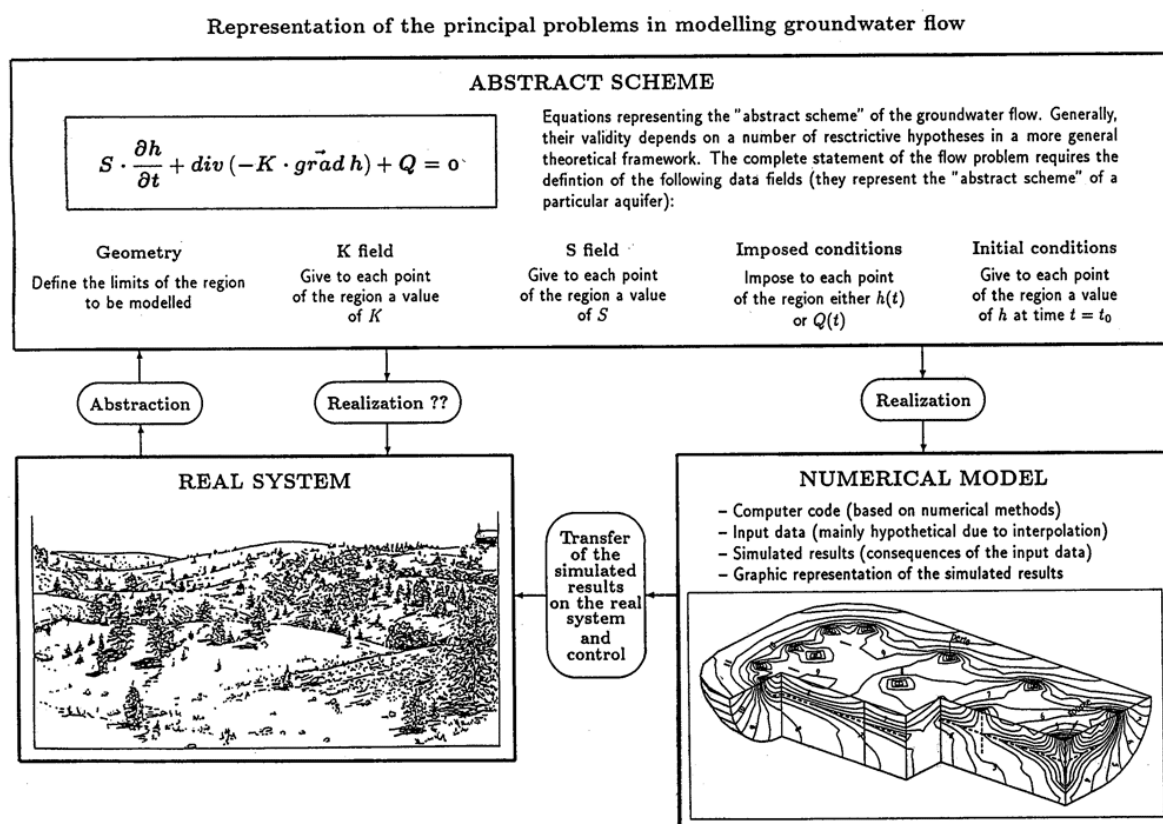 Representation of the principal problems in modelling groundwater flow
ABSTRACT SCHEME
S · ∂h/∂t + div (−K · grad⃗ h) + Q = 0
Equations representing the "abstract scheme" of the groundwater flow. Generally,
their validity depends on a number of resctrictive hypotheses in a more general
theoretical framework. The complete statement of the flow problem requires the
defintion of the following data fields (they represent the "abstract scheme" of a
particular aquifer):
Geometry
Define the limits of the region
to be modelled
K field
Give to each point
of the region a value
of K
S field
Give to each point
of the region a value
of S
Imposed conditions
Impose to each point
of the region either h(t)
or Q(t)
Initial conditions
Give to each point
of the region a value
of h at time t = t₀
Abstraction
Realization ??
Realization
REAL SYSTEM
Transfer
of the
simulated
results
on the real
system
and
control
NUMERICAL MODEL
– Computer code (based on numerical methods)
– Input data (mainly hypothetical due to interpolation)
– Simulated results (consequences of the input data)
– Graphic representation of the simulated results